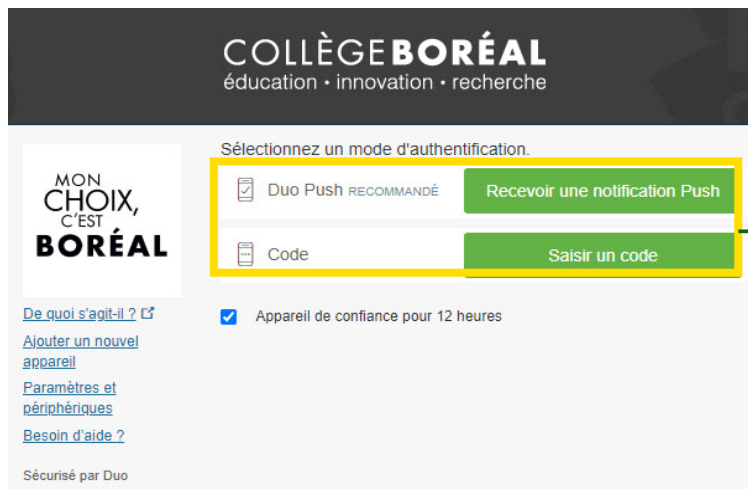 COLLÈGEBORÉAL
éducation • innovation • recherche
Sélectionnez un mode d'authentification.
MON
CHOIX,
C'EST
BORÉAL
Duo Push RECOMMANDÉ
Recevoir une notification Push
Code
Saisir un code
Appareil de confiance pour 12 heures
De quoi s'agit-il ?
Ajouter un nouvel
appareil
Paramètres et
périphériques
Besoin d'aide ?
Sécurisé par Duo